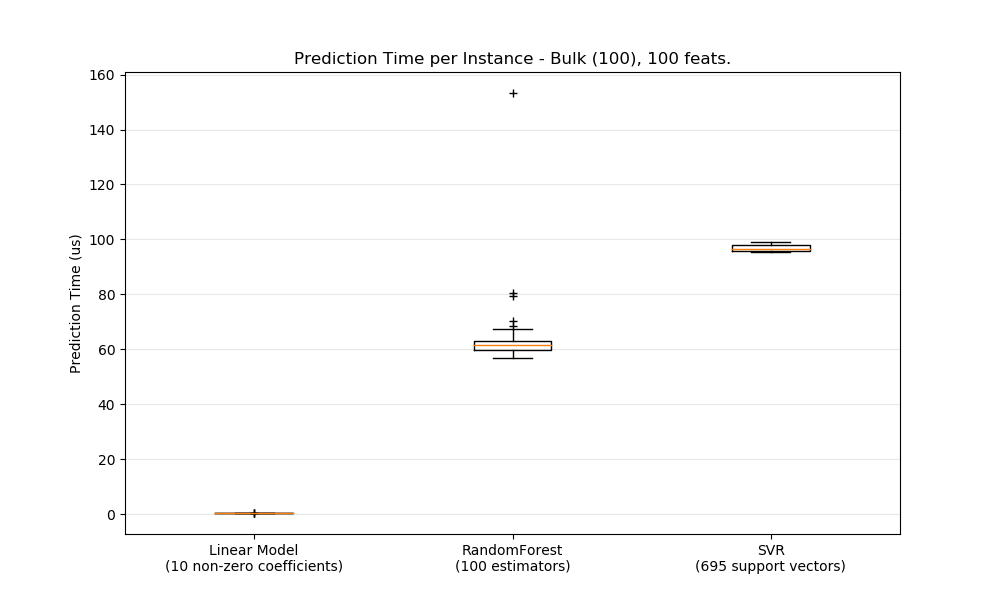 Prediction Time per Instance - Bulk (100), 100 feats.
160
140
120
100
80
60
40
20
0
Prediction Time (us)
Linear Model
(10 non-zero coefficients)
RandomForest
(100 estimators)
SVR
(695 support vectors)